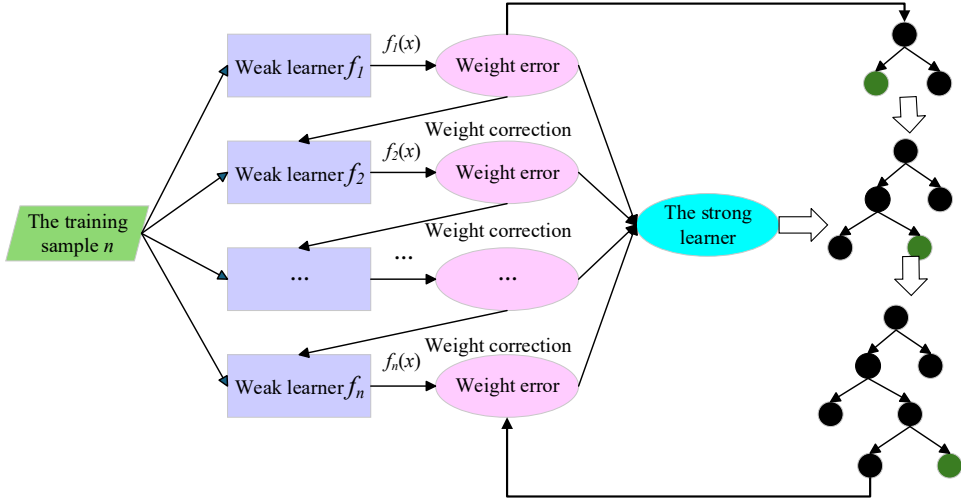 f1(x)
Weak learner f1
Weight error
Weight correction
f2(x)
Weak learner f2
Weight error
The training
sample n
The strong
learner
Weight correction
...
...
...
Weight correction
fn(x)
Weak learner fn
Weight error